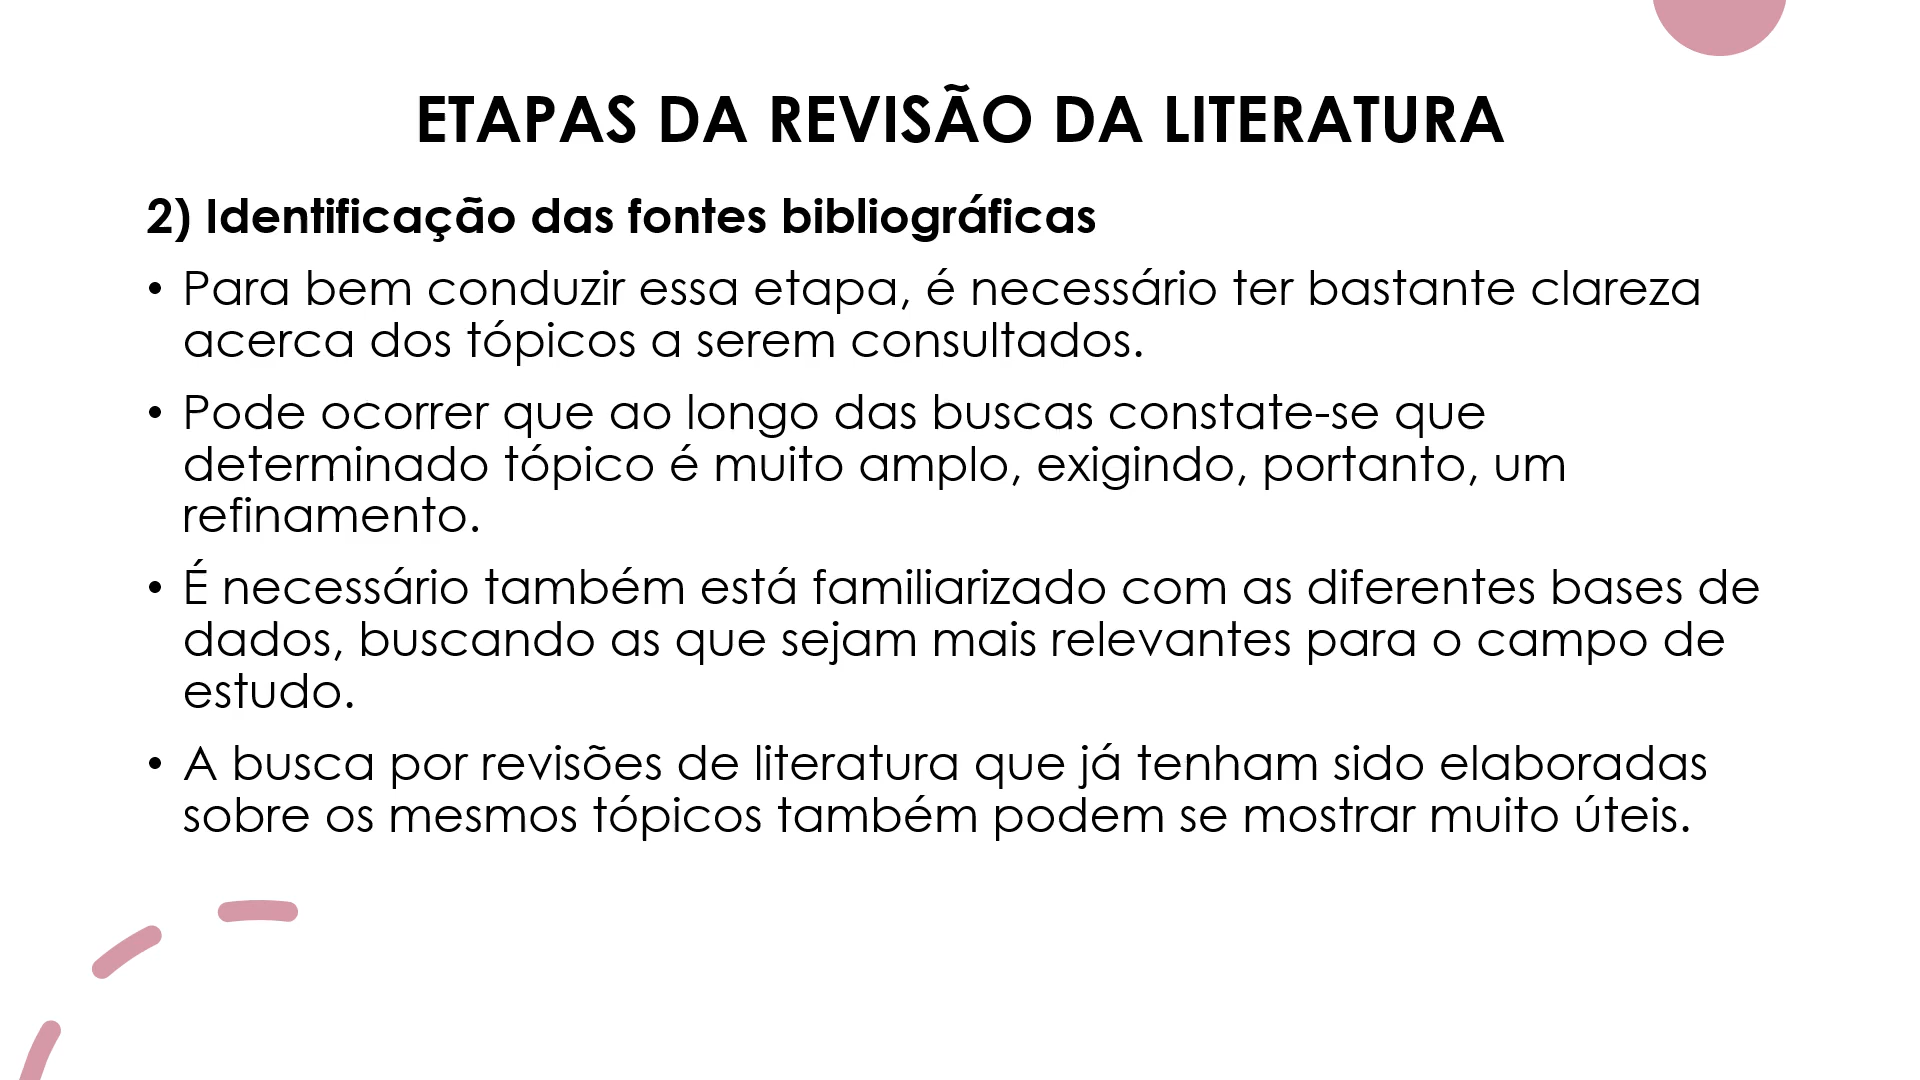 ETAPAS DA REVISÃO DA LITERATURA
2) Identificação das fontes bibliográficas
• Para bem conduzir essa etapa, é necessário ter bastante clareza
acerca dos tópicos a serem consultados.
• Pode ocorrer que ao longo das buscas constate-se que
determinado tópico é muito amplo, exigindo, portanto, um
refinamento.
• É necessário também está familiarizado com as diferentes bases de
dados, buscando as que sejam mais relevantes para o campo de
estudo.
• A busca por revisões de literatura que já tenham sido elaboradas
sobre os mesmos tópicos também podem se mostrar muito úteis.